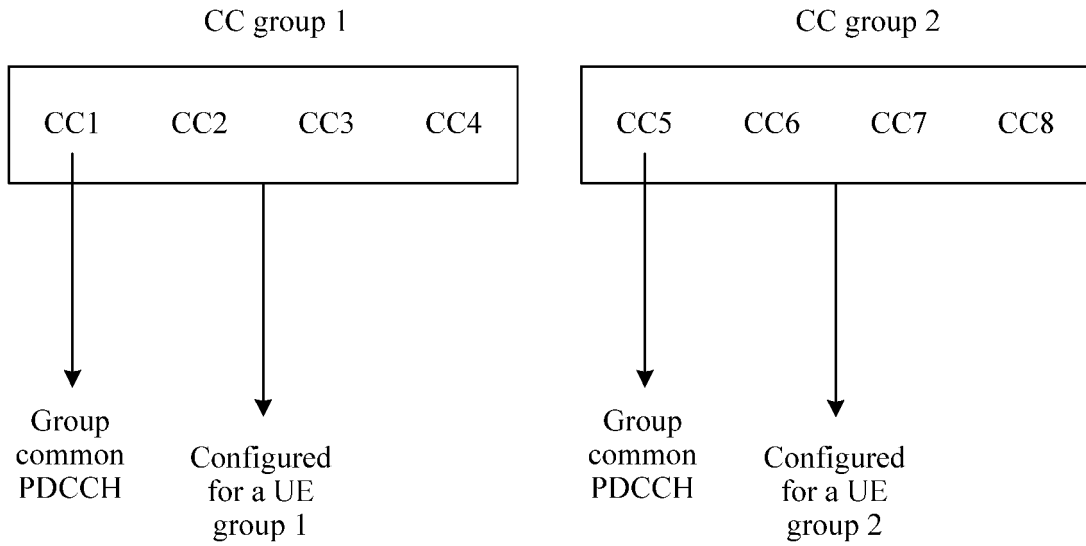 CC group 1
CC group 2
CC1 CC2 CC3 CC4
CC5 CC6 CC7 CC8
Group
common
PDCCH
Configured
for a UE
group 1
Group
common
PDCCH
Configured
for a UE
group 2